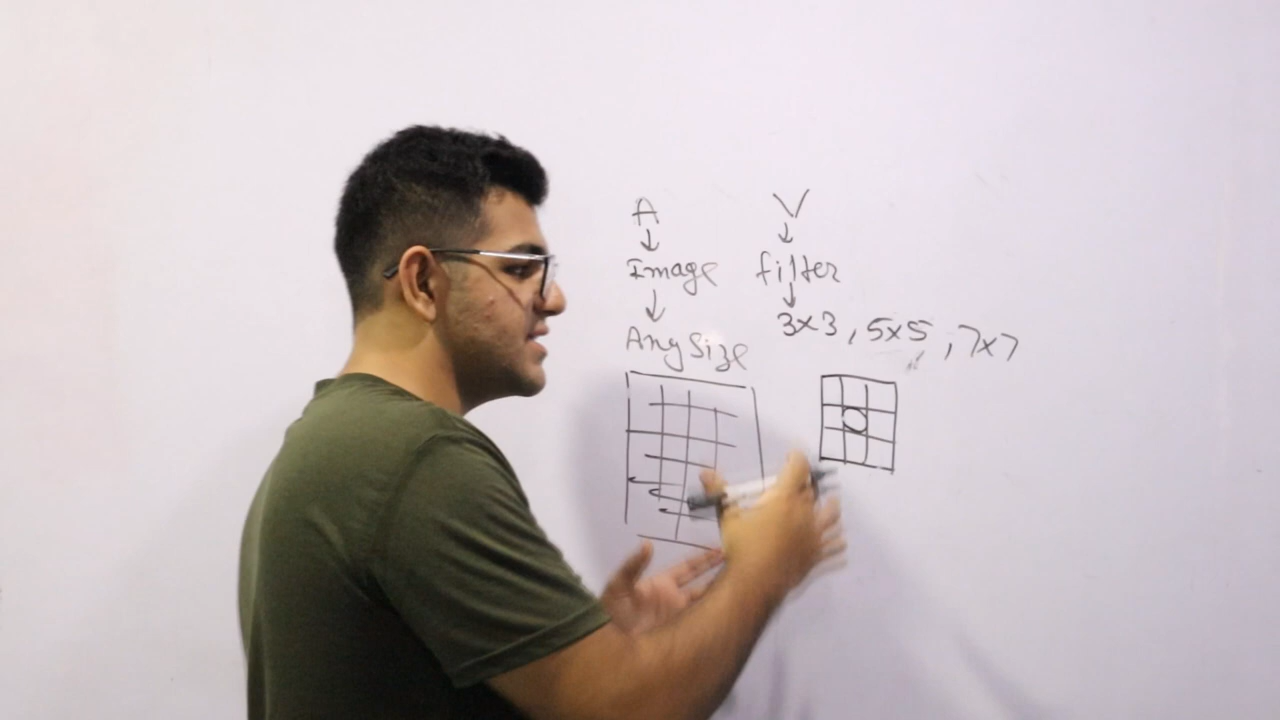 A V
↓ ↓
Image filter
↓ ↓
Any Size 3x3, 5x5, 7x7